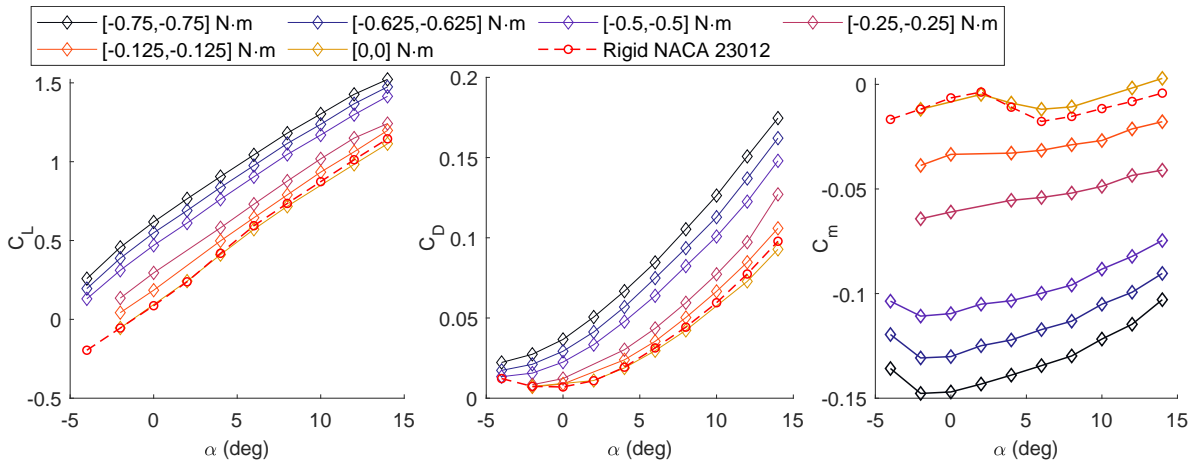 [-0.75,-0.75] N·m [-0.625,-0.625] N·m [-0.5,-0.5] N·m [-0.25,-0.25] N·m
[-0.125,-0.125] N·m [0,0] N·m Rigid NACA 23012
1.5
1
0.5
0
-0.5
C_L
-5 0 5 10 15
α (deg)
0.2
0.15
0.1
0.05
0
C_D
-5 0 5 10 15
α (deg)
0
-0.05
-0.1
-0.15
C_m
-5 0 5 10 15
α (deg)